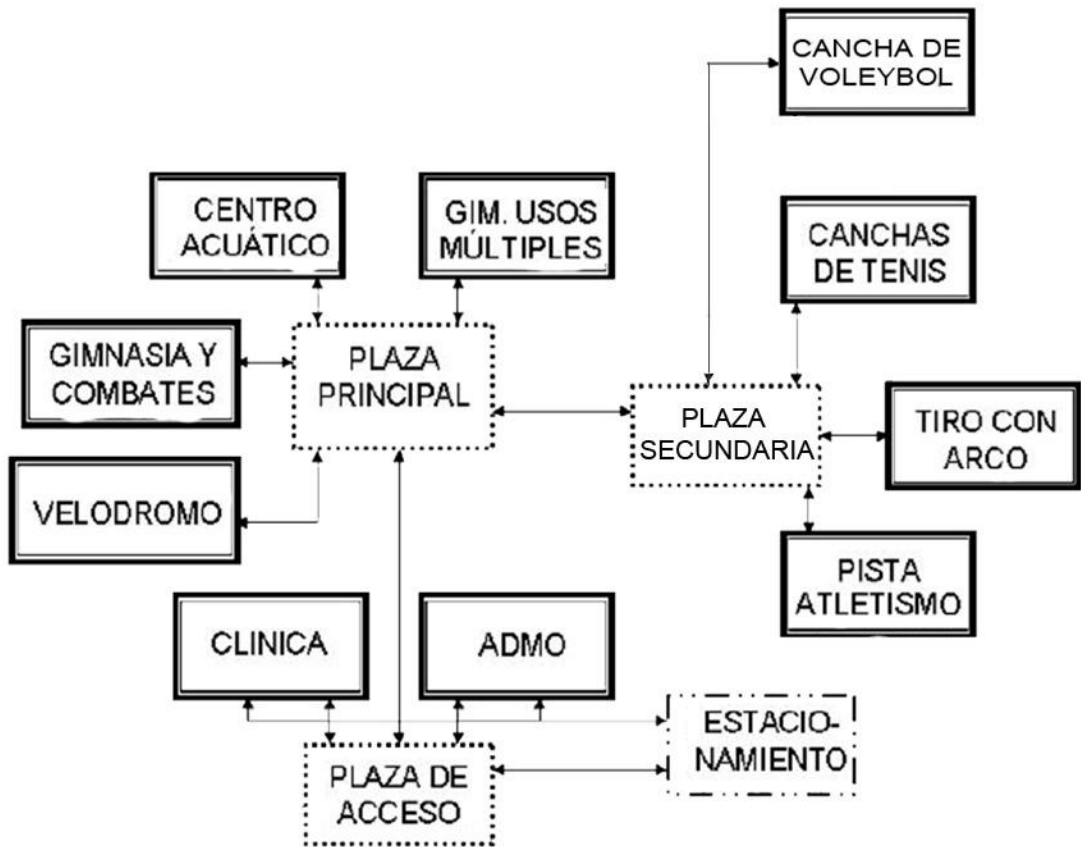 CANCHA DE
VOLEYBOL
CENTRO
ACUÁTICO
GIM. USOS
MÚLTIPLES
CANCHAS
DE TENIS
GIMNASIA Y
COMBATES
PLAZA
PRINCIPAL
PLAZA
SECUNDARIA
TIRO CON
ARCO
VELODROMO
PISTA
ATLETISMO
CLINICA
ADMO
ESTACIO-
NAMIENTO
PLAZA DE
ACCESO